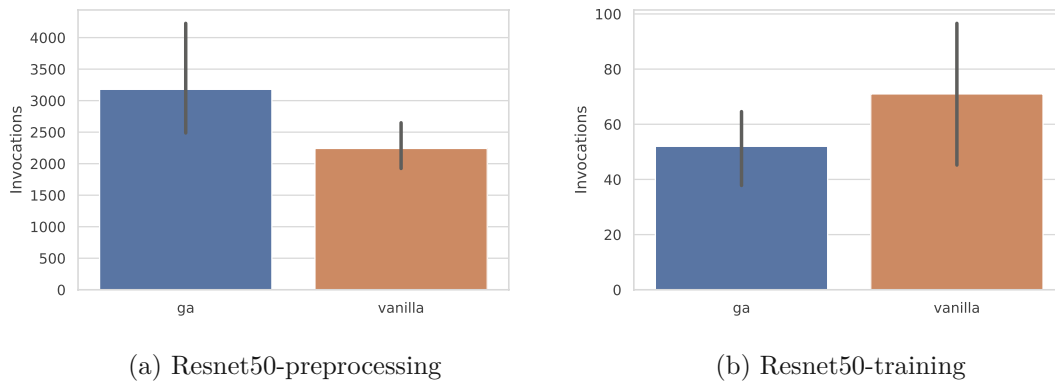 4000
3500
3000
2500
2000
1500
1000
500
0
Invocations
ga
vanilla
(a) Resnet50-preprocessing
100
80
60
40
20
0
Invocations
ga
vanilla
(b) Resnet50-training